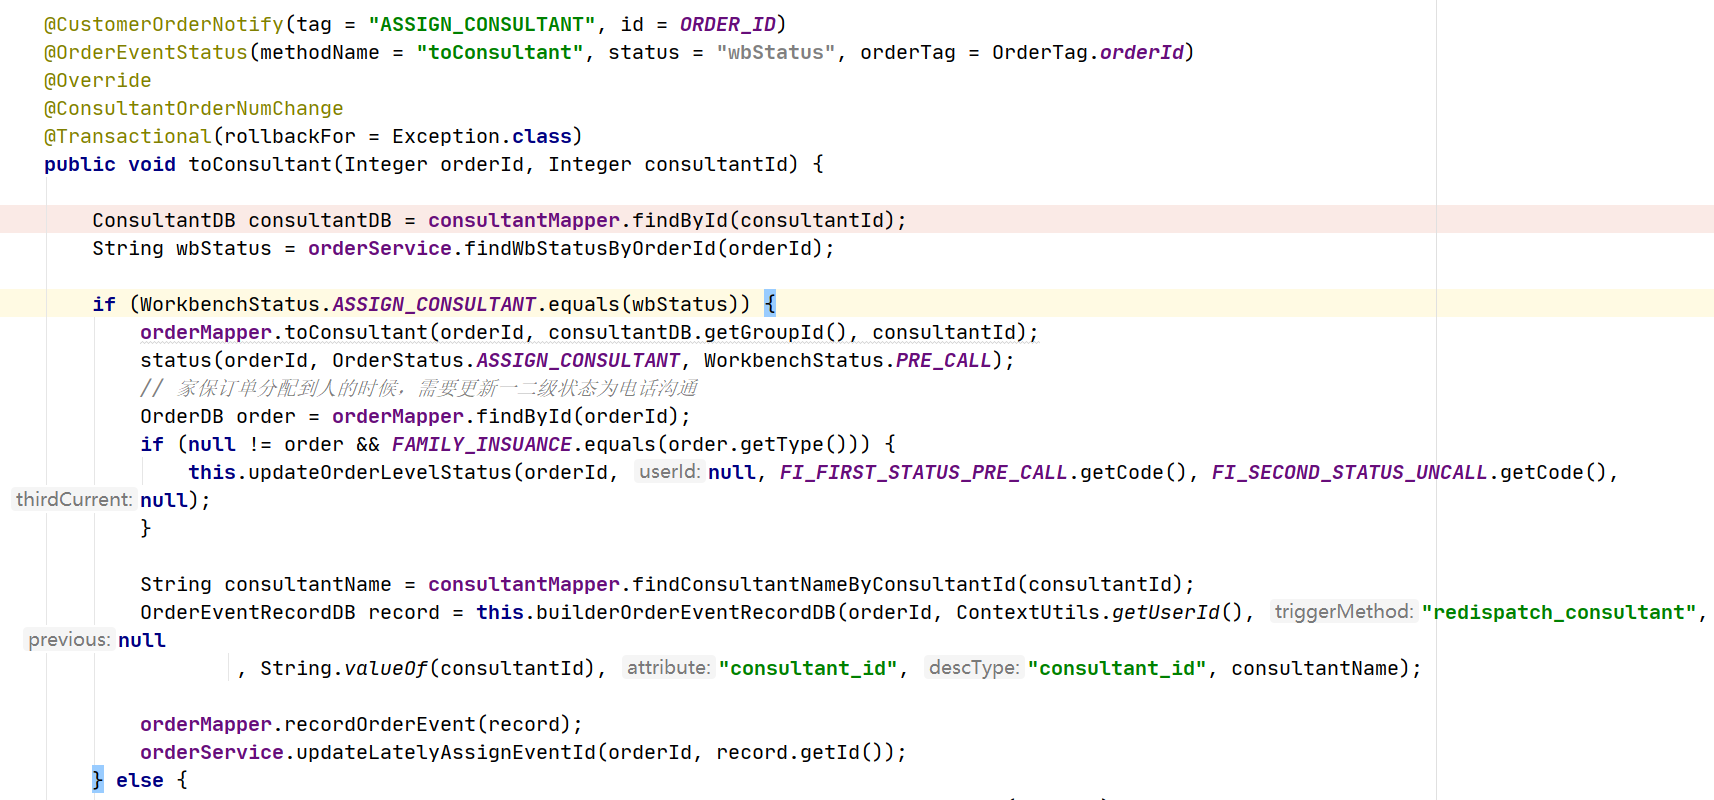 @CustomerOrderNotify(tag = "ASSIGN_CONSULTANT", id = ORDER_ID)
@OrderEventStatus(methodName = "toConsultant", status = "wbStatus", orderTag = OrderTag.orderId)
@Override
@ConsultantOrderNumChange
@Transactional(rollbackFor = Exception.class)
public void toConsultant(Integer orderId, Integer consultantId) {
ConsultantDB consultantDB = consultantMapper.findById(consultantId);
String wbStatus = orderService.findWbStatusByOrderId(orderId);
if (WorkbenchStatus.ASSIGN_CONSULTANT.equals(wbStatus)) {
orderMapper.toConsultant(orderId, consultantDB.getGroupId(), consultantId);
status(orderId, OrderStatus.ASSIGN_CONSULTANT, WorkbenchStatus.PRE_CALL);
// 家保订单分配到人的时候，需要更新一二级状态为电话沟通
OrderDB order = orderMapper.findById(orderId);
if (null != order && FAMILY_INSUANCE.equals(order.getType())) {
this.updateOrderLevelStatus(orderId, userId: null, FI_FIRST_STATUS_PRE_CALL.getCode(), FI_SECOND_STATUS_UNCALL.getCode(),
thirdCurrent: null);
}
String consultantName = consultantMapper.findConsultantNameByConsultantId(consultantId);
OrderEventRecordDB record = this.builderOrderEventRecordDB(orderId, ContextUtils.getUserId(), triggerMethod: "redispatch_consultant",
previous: null
, String.valueOf(consultantId), attribute: "consultant_id", descType: "consultant_id", consultantName);
orderMapper.recordOrderEvent(record);
orderService.updateLatelyAssignEventId(orderId, record.getId());
} else {